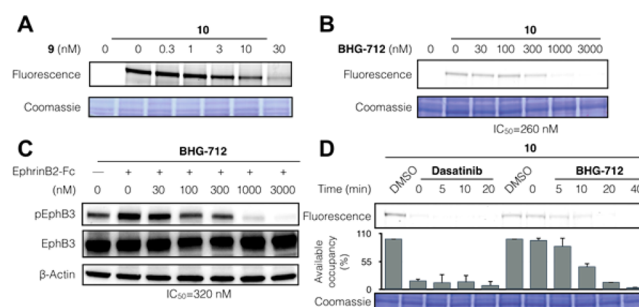 A
10
9 (nM) 0 0 0.3 1 3 10 30
Fluorescence
Coomassie
B
10
BHG-712 (nM) 0 0 30 100 300 1000 3000
Fluorescence
Coomassie
IC50=260 nM
C
BHG-712
EphrinB2-Fc — + + + + + +
(nM) 0 0 30 100 300 1000 3000
pEphB3
EphB3
β-Actin
IC50=320 nM
D
10
DMSO Dasatinib DMSO BHG-712
Time (min) 0 5 10 20 0 5 10 20 40
Fluorescence
Available
occupancy
(%)
110
55
0
Coomassie